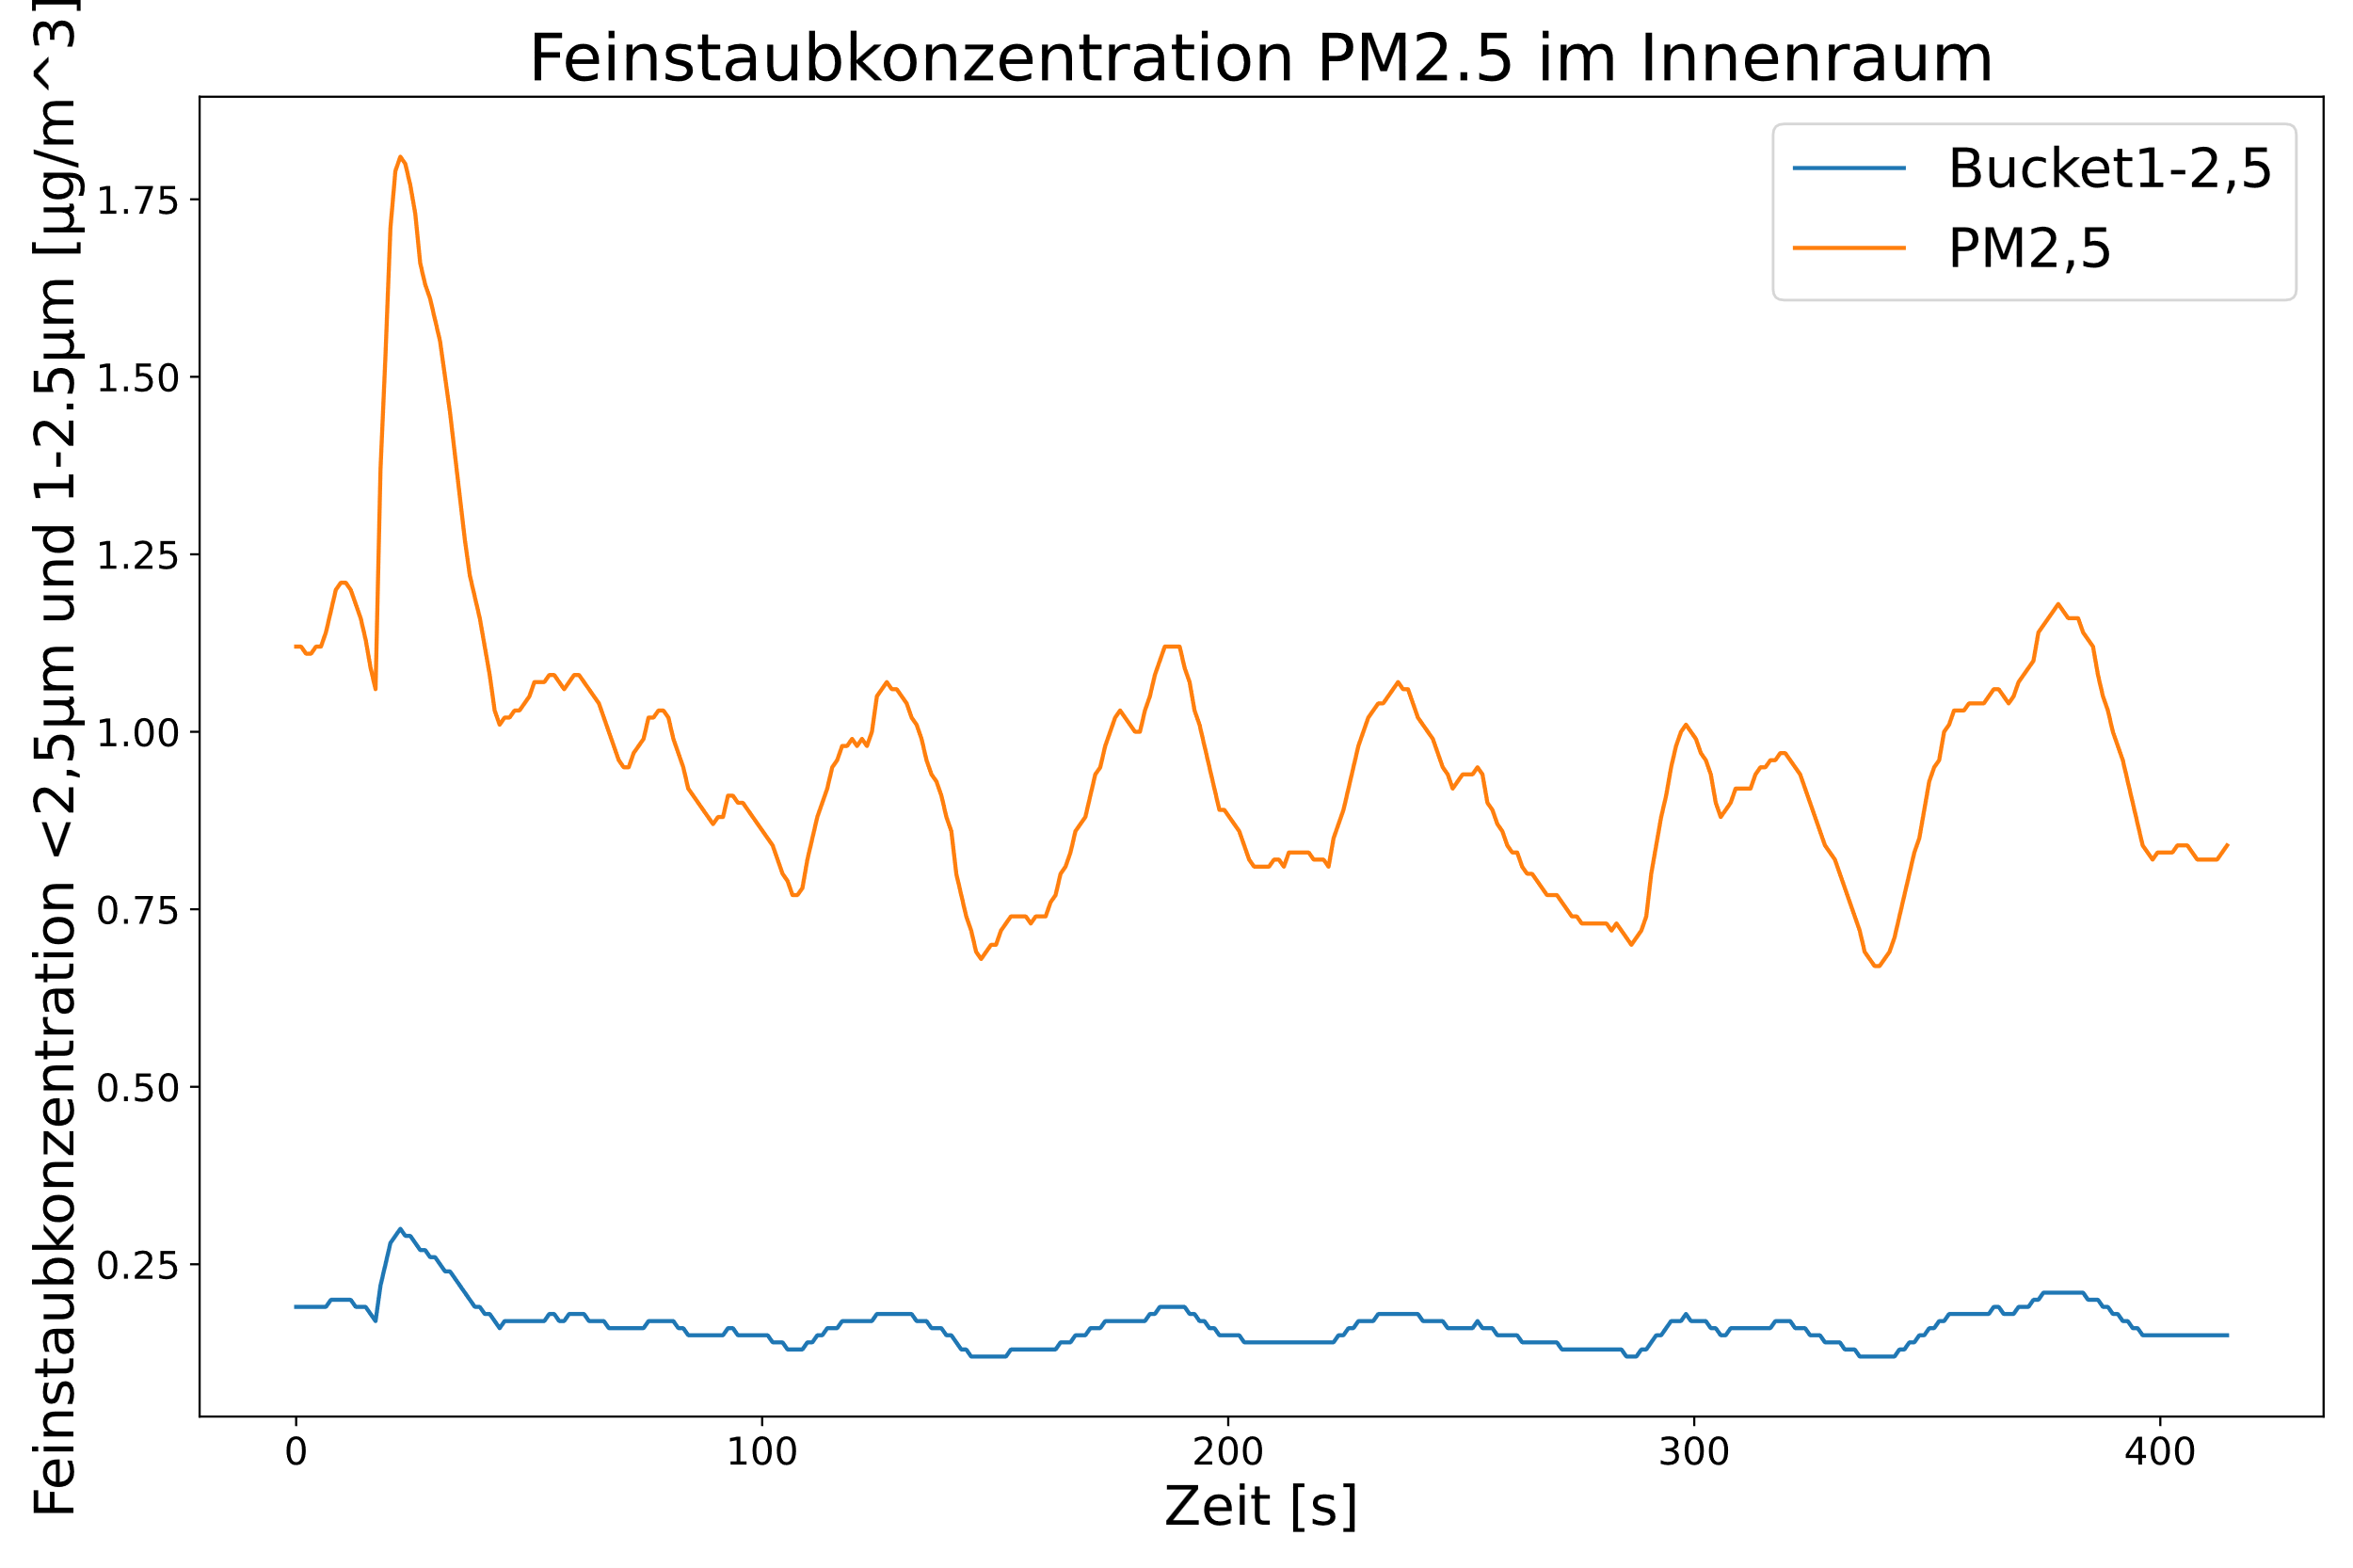 Feinstaubkonzentration PM2.5 im Innenraum
Feinstaubkonzentration <2,5µm und 1-2.5µm [µg/m^3]
1.75
1.50
1.25
1.00
0.75
0.50
0.25
Bucket1-2,5
PM2,5
0 100 200 300 400
Zeit [s]